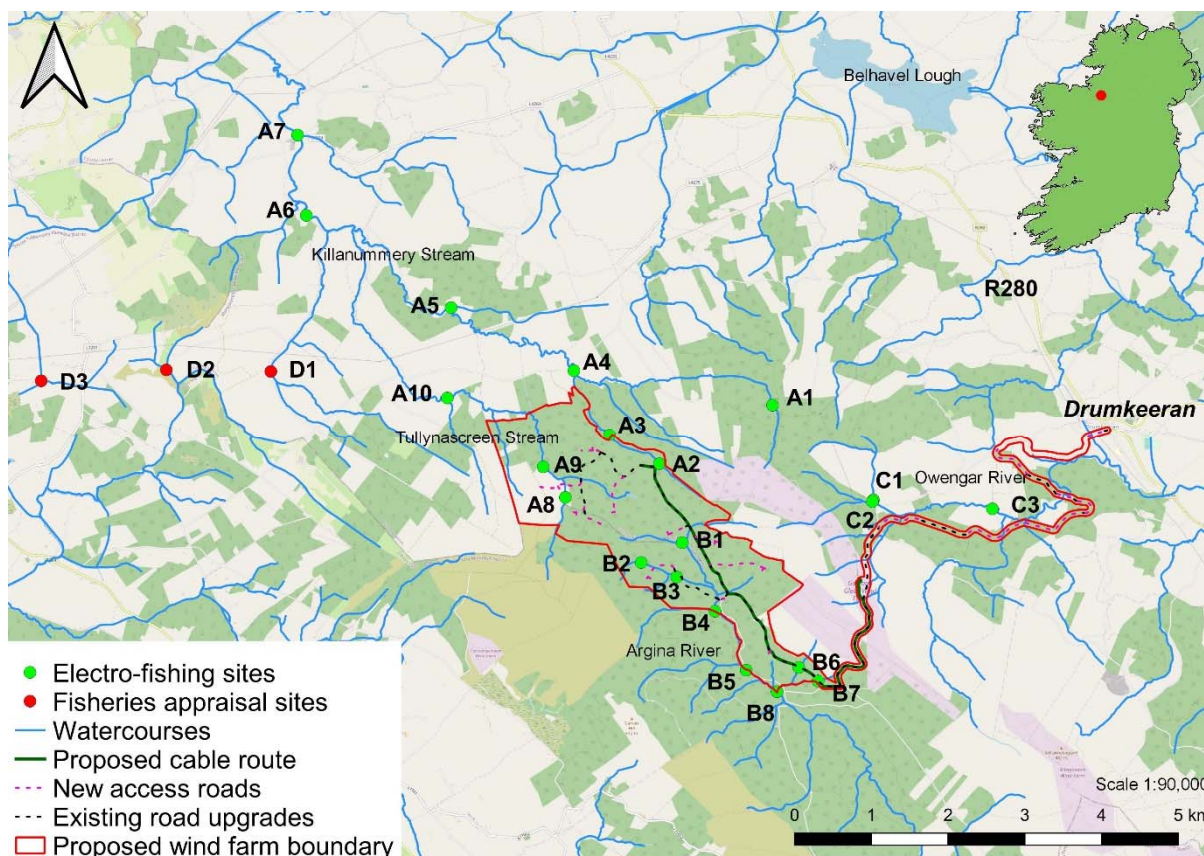 Belhavel Lough
A7
A6
Killanummery Stream
R280
A5
A4
D3
D2
D1
A10
A1
Drumkeeran
Tullynascreen Stream
A3
A2
A9
A8
C1
Owengar River
C2
C3
B1
B2
B3
B4
Argina River
B5
B6
B7
B8
Electro-fishing sites
Fisheries appraisal sites
Watercourses
Proposed cable route
New access roads
Existing road upgrades
Proposed wind farm boundary
Scale 1:90,000
0 1 2 3 4 5 km